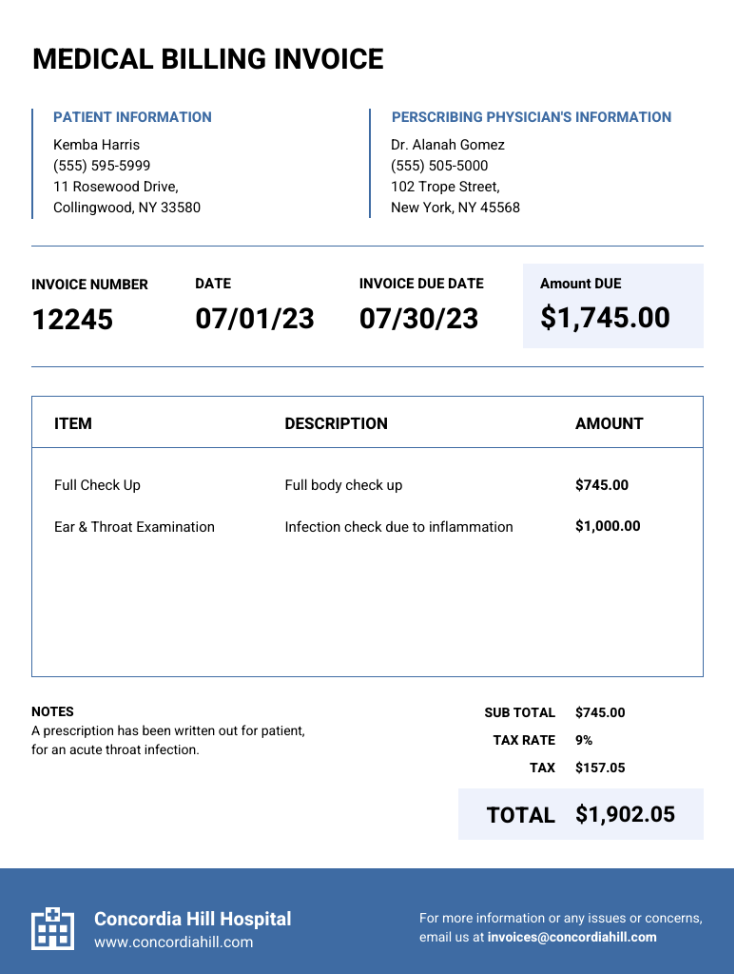 MEDICAL BILLING INVOICE
PATIENT INFORMATION
Kemba Harris
(555) 595-5999
11 Rosewood Drive,
Collingwood, NY 33580
PERSCRIBING PHYSICIAN'S INFORMATION
Dr. Alanah Gomez
(555) 505-5000
102 Trope Street,
New York, NY 45568
INVOICE NUMBER
12245
DATE
07/01/23
INVOICE DUE DATE
07/30/23
Amount DUE
$1,745.00
ITEM DESCRIPTION AMOUNT
Full Check Up Full body check up $745.00
Ear & Throat Examination Infection check due to inflammation $1,000.00
NOTES
A prescription has been written out for patient,
for an acute throat infection.
SUB TOTAL $745.00
TAX RATE 9%
TAX $157.05
TOTAL $1,902.05
Concordia Hill Hospital
www.concordiahill.com
For more information or any issues or concerns,
email us at invoices@concordiahill.com